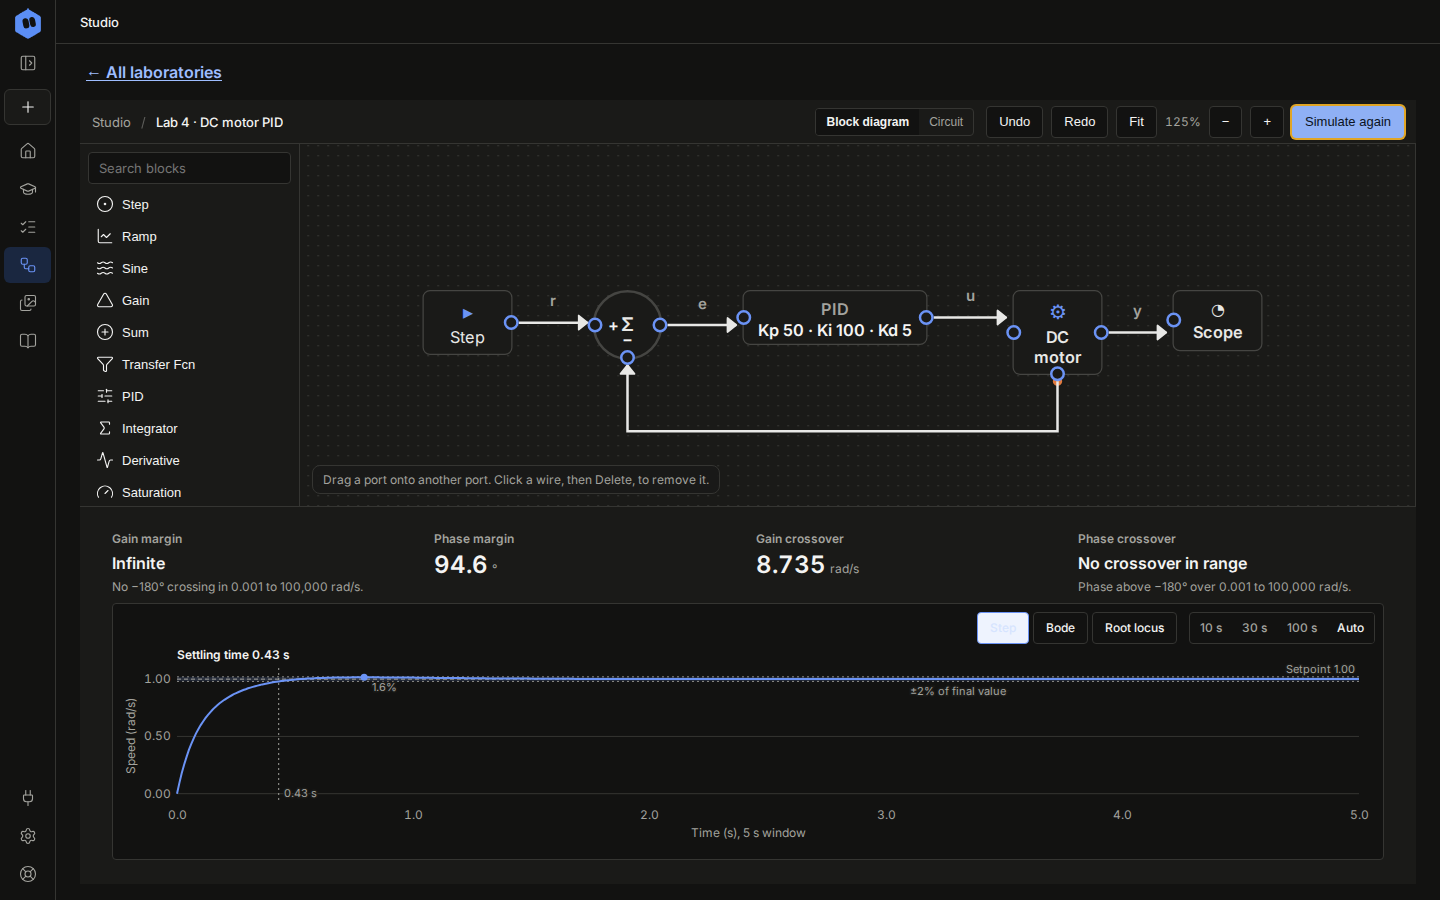 Studio
← All laboratories
Studio / Lab 4 · DC motor PID
Block diagram
Circuit
Undo
Redo
Fit
125%
−
+
Simulate again
Search blocks
Step
Ramp
Sine
Gain
Sum
Transfer Fcn
PID
Integrator
Derivative
Saturation
Step
r
+ Σ
−
e
PID
Kp 50 · Ki 100 · Kd 5
u
DC
motor
y
Scope
Drag a port onto another port. Click a wire, then Delete, to remove it.
Gain margin
Infinite
No −180° crossing in 0.001 to 100,000 rad/s.
Phase margin
94.6 °
Gain crossover
8.735 rad/s
Phase crossover
No crossover in range
Phase above −180° over 0.001 to 100,000 rad/s.
Step
Bode
Root locus
10 s
30 s
100 s
Auto
Settling time 0.43 s
Setpoint 1.00
1.6%
±2% of final value
1.00
0.50
0.00
Speed (rad/s)
0.43 s
0.0
1.0
2.0
3.0
4.0
5.0
Time (s), 5 s window